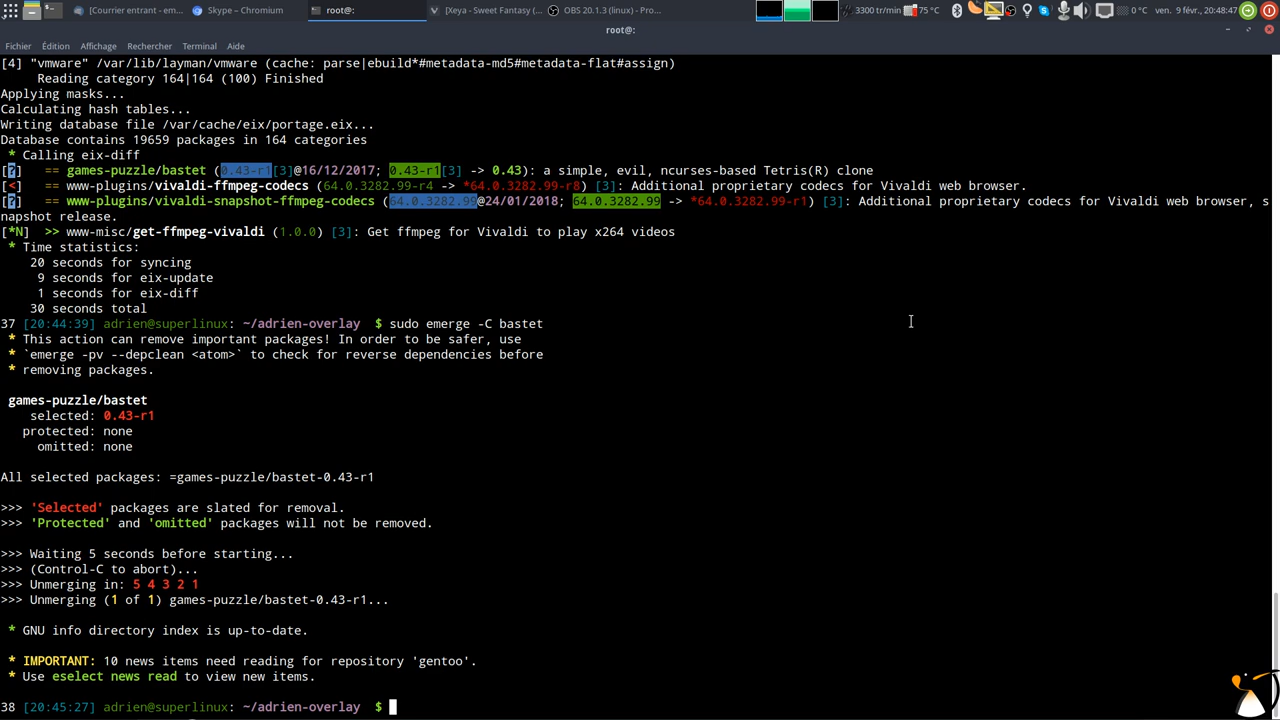 [Courrier entrant - em...
Skype – Chromium
root@:
[Xeya - Sweet Fantasy (...
OBS 20.1.3 (linux) - Pro...
3300 tr/min
75 °C
0 °C
ven. 9 févr., 20:48:47
root@:
Fichier Édition Affichage Rechercher Terminal Aide
[4] "vmware" /var/lib/layman/vmware (cache: parse|ebuild*#metadata-md5#metadata-flat#assign)
Reading category 164|164 (100) Finished
Applying masks...
Calculating hash tables...
Writing database file /var/cache/eix/portage.eix...
Database contains 19659 packages in 164 categories
* Calling eix-diff
[?] == games-puzzle/bastet (0.43-r1[3]@16/12/2017; 0.43-r1[3] -> 0.43): a simple, evil, ncurses-based Tetris(R) clone
[<] == www-plugins/vivaldi-ffmpeg-codecs (64.0.3282.99-r4 -> *64.0.3282.99-r8) [3]: Additional proprietary codecs for Vivaldi web browser.
[?] == www-plugins/vivaldi-snapshot-ffmpeg-codecs (64.0.3282.99@24/01/2018; 64.0.3282.99 -> *64.0.3282.99-r1) [3]: Additional proprietary codecs for Vivaldi web browser, s
napshot release.
[*N] >> www-misc/get-ffmpeg-vivaldi (1.0.0) [3]: Get ffmpeg for Vivaldi to play x264 videos
* Time statistics:
20 seconds for syncing
9 seconds for eix-update
1 seconds for eix-diff
30 seconds total
37 [20:44:39] adrien@superlinux: ~/adrien-overlay $ sudo emerge -C bastet
* This action can remove important packages! In order to be safer, use
* `emerge -pv --depclean <atom>` to check for reverse dependencies before
* removing packages.
games-puzzle/bastet
selected: 0.43-r1
protected: none
omitted: none
All selected packages: =games-puzzle/bastet-0.43-r1
>>> 'Selected' packages are slated for removal.
>>> 'Protected' and 'omitted' packages will not be removed.
>>> Waiting 5 seconds before starting...
>>> (Control-C to abort)...
>>> Unmerging in: 5 4 3 2 1
>>> Unmerging (1 of 1) games-puzzle/bastet-0.43-r1...
* GNU info directory index is up-to-date.
* IMPORTANT: 10 news items need reading for repository 'gentoo'.
* Use eselect news read to view new items.
38 [20:45:27] adrien@superlinux: ~/adrien-overlay $